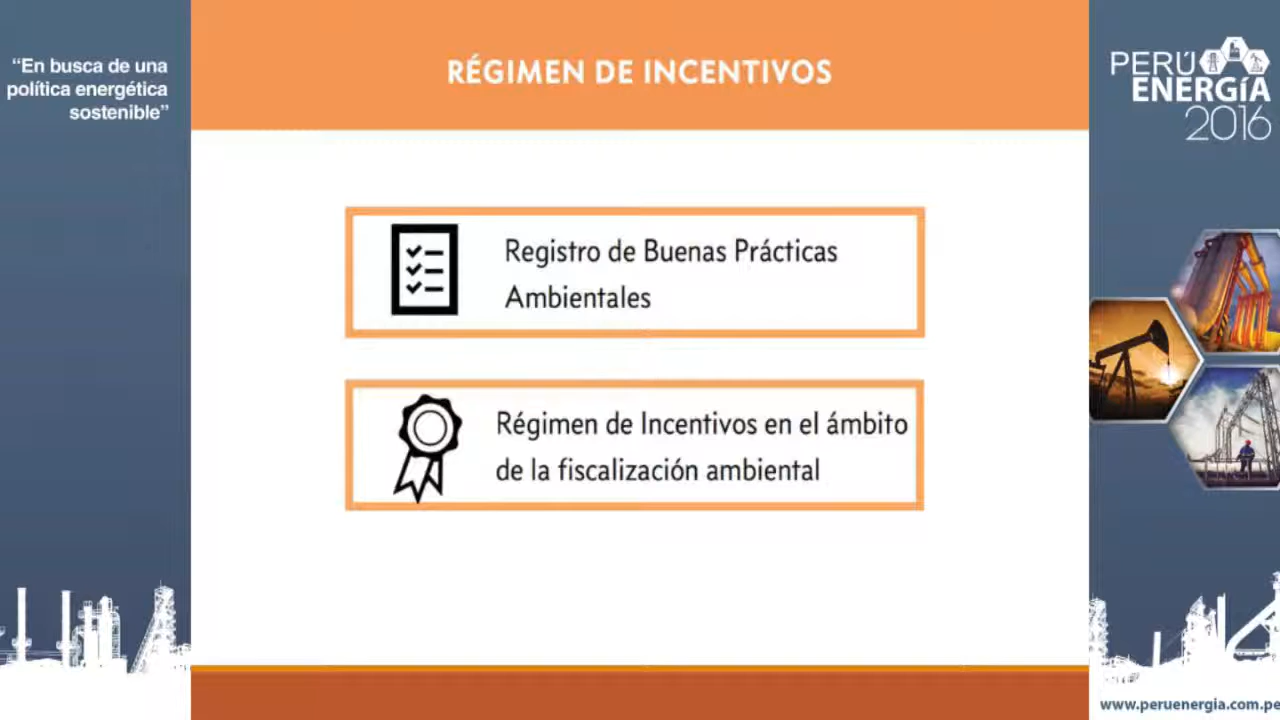 “En busca de una
política energética
sostenible”
RÉGIMEN DE INCENTIVOS
PERÚ
ENERGÍA
2016
Registro de Buenas Prácticas
Ambientales
Régimen de Incentivos en el ámbito
de la fiscalización ambiental
www.peruenergia.com.pe